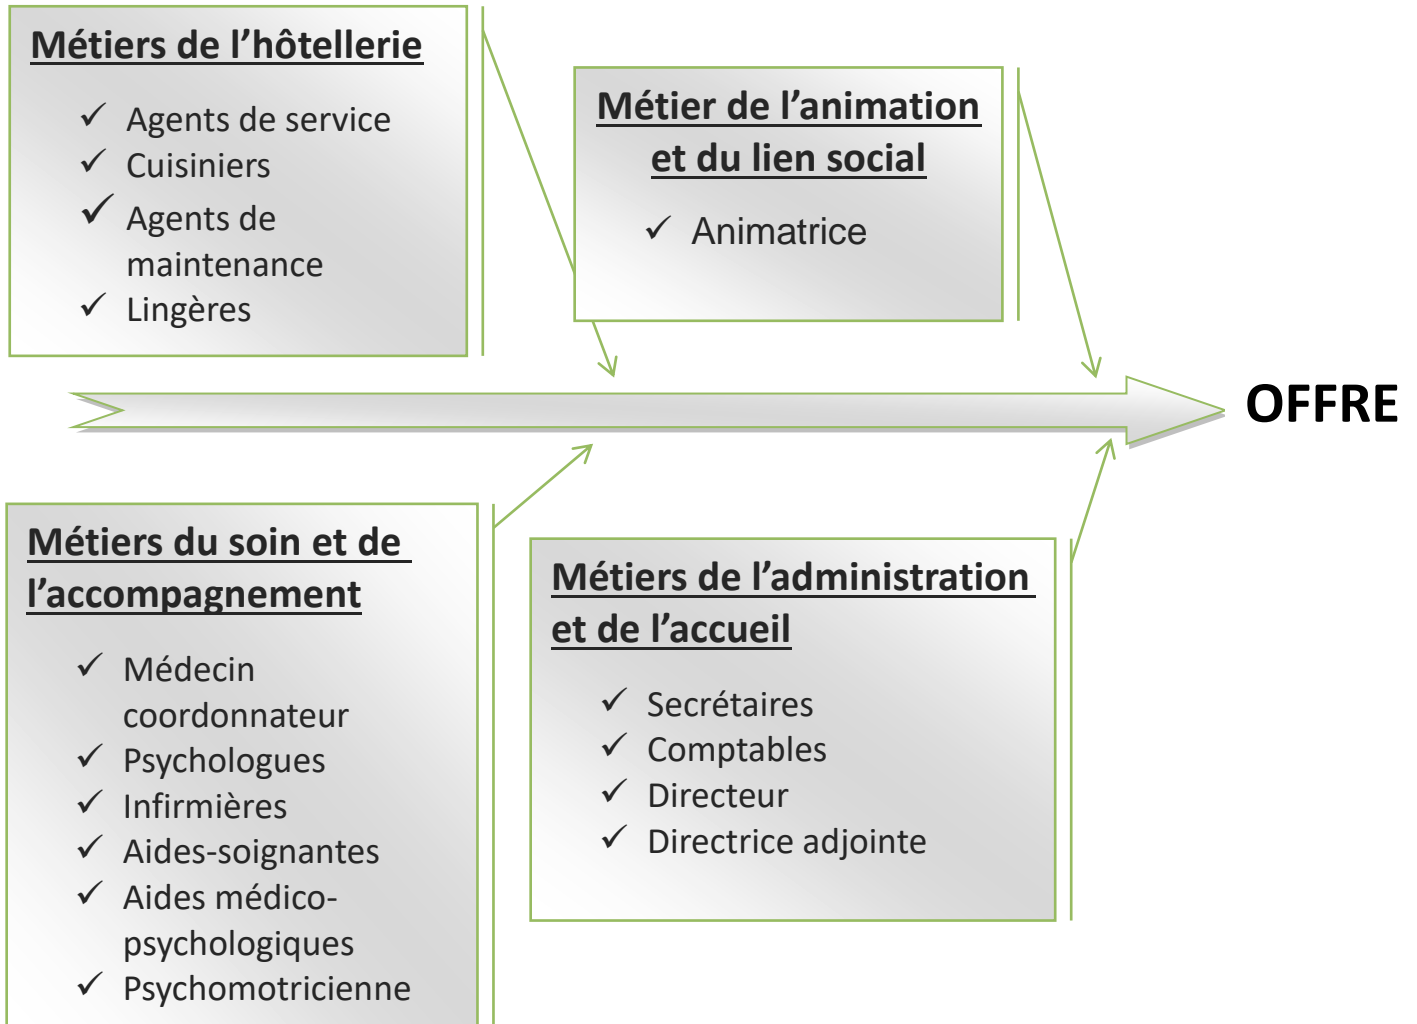 Métiers de l’hôtellerie
✓ Agents de service
✓ Cuisiniers
✓ Agents de
maintenance
✓ Lingères
Métier de l’animation
et du lien social
✓ Animatrice
OFFRE
Métiers du soin et de
l’accompagnement
✓ Médecin
coordonnateur
✓ Psychologues
✓ Infirmières
✓ Aides-soignantes
✓ Aides médico-
psychologiques
✓ Psychomotricienne
Métiers de l’administration
et de l’accueil
✓ Secrétaires
✓ Comptables
✓ Directeur
✓ Directrice adjointe